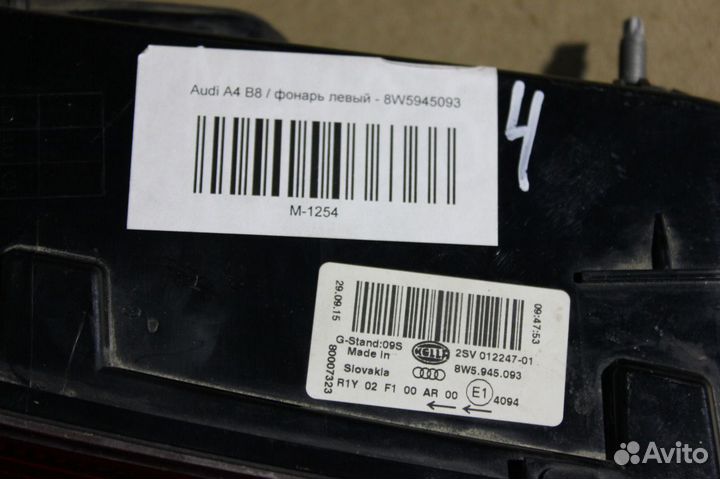 Audi A4 B8 / фонарь левый - 8W5945093
M-1254
4
29.09.15
09:47:53
G-Stand:09S
Made in
Slovakia
80007323
HELLA
2SV 012247-01
8W5.945.093
R1Y 02 F1 00 AR 00
E1
4094
Avito